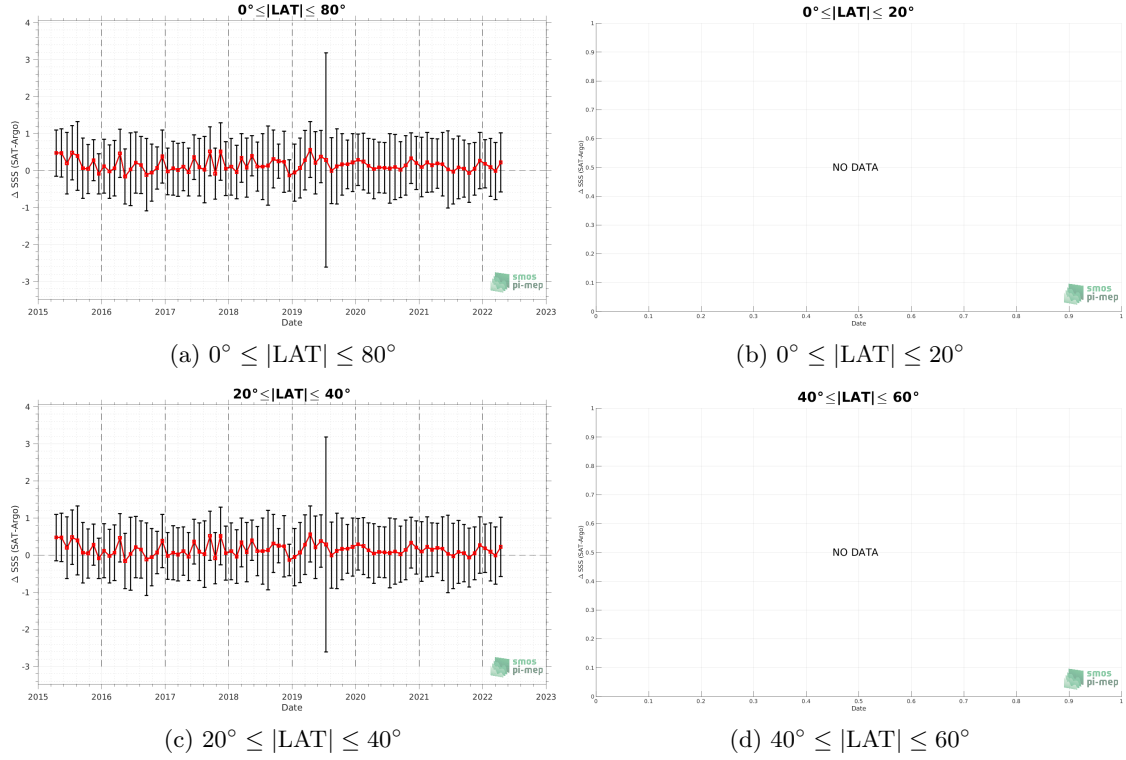 0°≤|LAT|≤ 80°
4
3
2
1
0
-1
-2
-3
Δ SSS (SAT-Argo)
2015 2016 2017 2018 2019 2020 2021 2022 2023
Date
smos
pi-mep
(a) 0° ≤ |LAT| ≤ 80°
0°≤|LAT|≤ 20°
1
0.9
0.8
0.7
0.6
0.5
0.4
0.3
0.2
0.1
0
Δ SSS (SAT-Argo)
NO DATA
0 0.1 0.2 0.3 0.4 0.5 0.6 0.7 0.8 0.9 1
Date
smos
pi-mep
(b) 0° ≤ |LAT| ≤ 20°
20°≤|LAT|≤ 40°
4
3
2
1
0
-1
-2
-3
Δ SSS (SAT-Argo)
2015 2016 2017 2018 2019 2020 2021 2022 2023
Date
smos
pi-mep
(c) 20° ≤ |LAT| ≤ 40°
40°≤|LAT|≤ 60°
1
0.9
0.8
0.7
0.6
0.5
0.4
0.3
0.2
0.1
0
Δ SSS (SAT-Argo)
NO DATA
0 0.1 0.2 0.3 0.4 0.5 0.6 0.7 0.8 0.9 1
Date
smos
pi-mep
(d) 40° ≤ |LAT| ≤ 60°